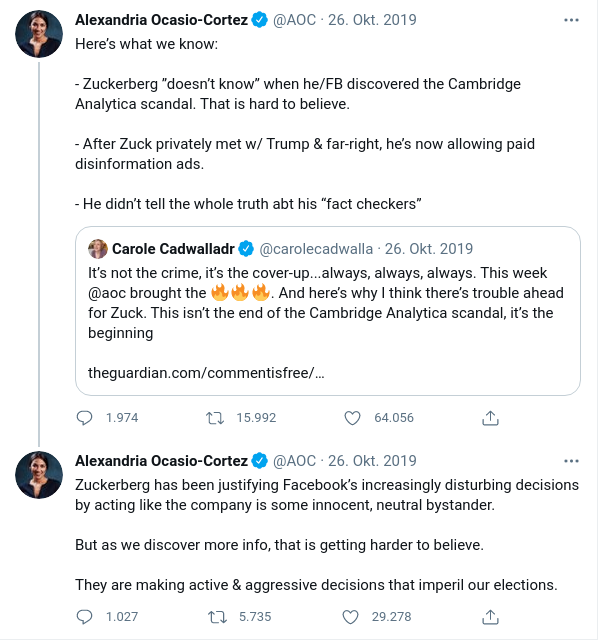 Alexandria Ocasio-Cortez @AOC · 26. Okt. 2019
Here’s what we know:
- Zuckerberg ”doesn’t know” when he/FB discovered the Cambridge
Analytica scandal. That is hard to believe.
- After Zuck privately met w/ Trump & far-right, he’s now allowing paid
disinformation ads.
- He didn’t tell the whole truth abt his “fact checkers”
Carole Cadwalladr @carolecadwalla · 26. Okt. 2019
It’s not the crime, it’s the cover-up...always, always, always. This week
@aoc brought the 🔥🔥🔥. And here’s why I think there’s trouble ahead
for Zuck. This isn’t the end of the Cambridge Analytica scandal, it’s the
beginning
theguardian.com/commentisfree/…
1.974 15.992 64.056
Alexandria Ocasio-Cortez @AOC · 26. Okt. 2019
Zuckerberg has been justifying Facebook’s increasingly disturbing decisions
by acting like the company is some innocent, neutral bystander.
But as we discover more info, that is getting harder to believe.
They are making active & aggressive decisions that imperil our elections.
1.027 5.735 29.278